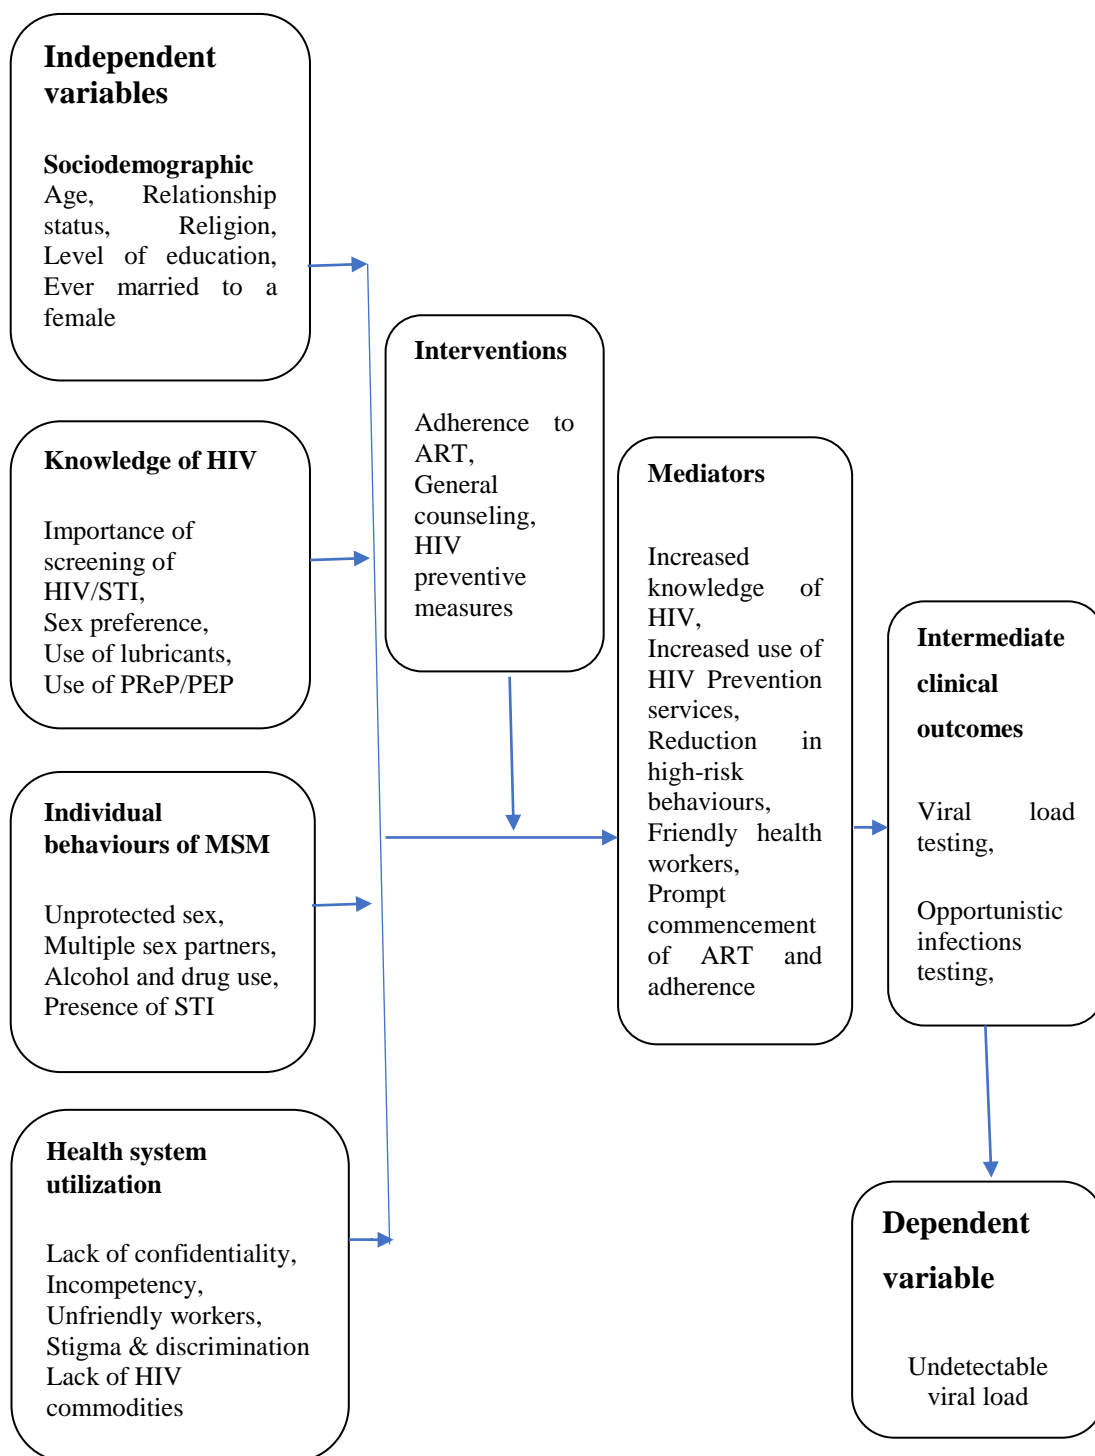 Independent
variables
Sociodemographic
Age, Relationship
status, Religion,
Level of education,
Ever married to a
female
Knowledge of HIV
Importance of
screening of
HIV/STI,
Sex preference,
Use of lubricants,
Use of PReP/PEP
Individual
behaviours of MSM
Unprotected sex,
Multiple sex partners,
Alcohol and drug use,
Presence of STI
Health system
utilization
Lack of confidentiality,
Incompetency,
Unfriendly workers,
Stigma & discrimination
Lack of HIV
commodities
Interventions
Adherence to
ART,
General
counseling,
HIV
preventive
measures
Mediators
Increased
knowledge of
HIV,
Increased use of
HIV Prevention
services,
Reduction in
high-risk
behaviours,
Friendly health
workers,
Prompt
commencement
of ART and
adherence
Intermediate
clinical
outcomes
Viral load
testing,
Opportunistic
infections
testing,
Dependent
variable
Undetectable
viral load